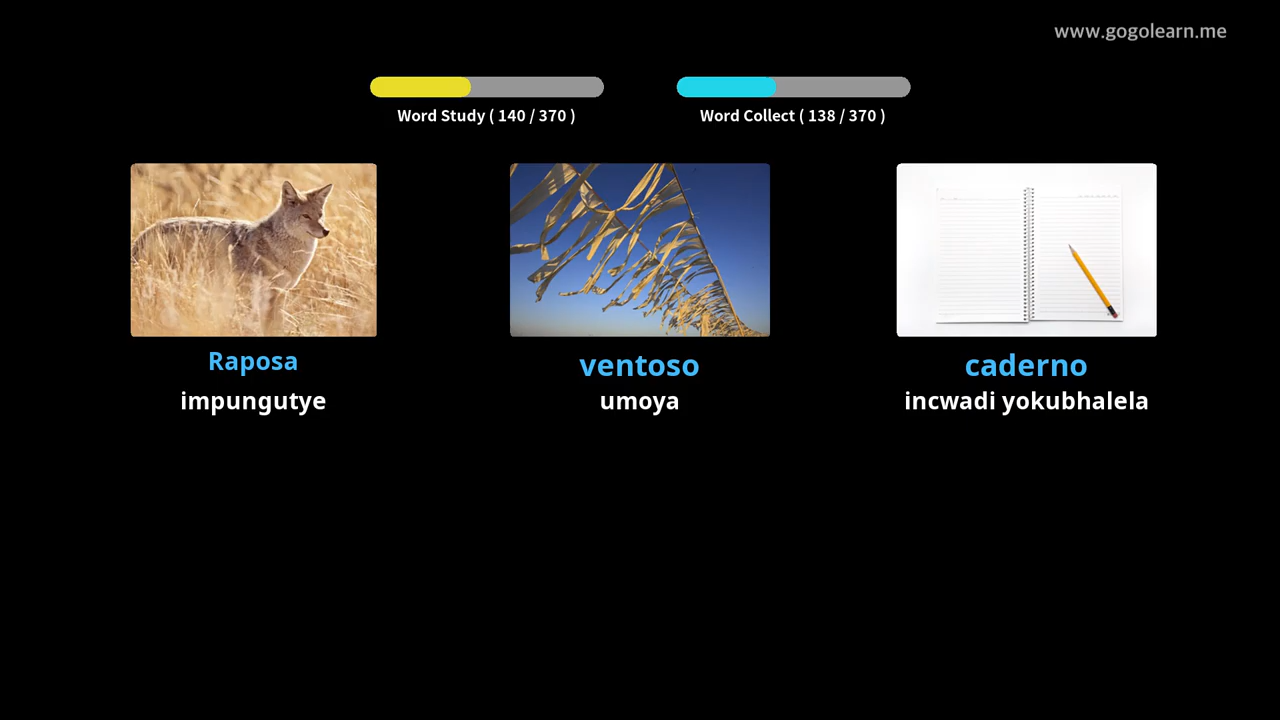 www.gogolearn.me
Word Study ( 140 / 370 )
Word Collect ( 138 / 370 )
Raposa
impungutye
ventoso
umoya
caderno
incwadi yokubhalela